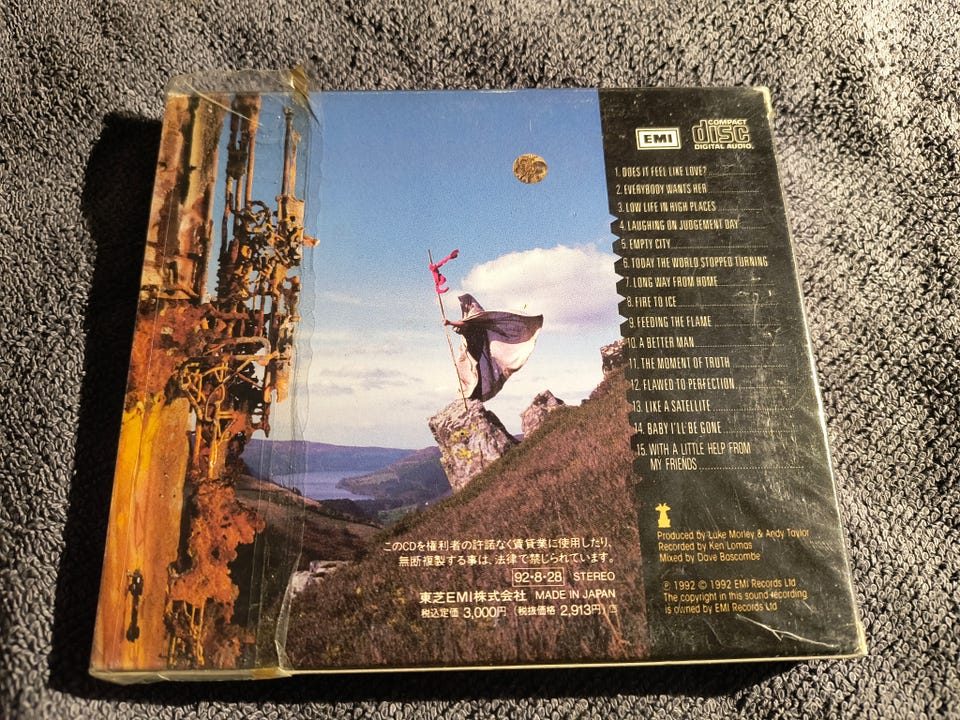 EMI
COMPACT
disc
DIGITAL AUDIO
1. DOES IT FEEL LIKE LOVE?
2. EVERYBODY WANTS HER
3. LOW LIFE IN HIGH PLACES
4. LAUGHING ON JUDGEMENT DAY
5. EMPTY CITY
6. TODAY THE WORLD STOPPED TURNING
7. LONG WAY FROM HOME
8. FIRE TO ICE
9. FEEDING THE FLAME
10. A BETTER MAN
11. THE MOMENT OF TRUTH
12. FLAWED TO PERFECTION
13. LIKE A SATELLITE
14. BABY I'LL BE GONE
15. WITH A LITTLE HELP FROM
MY FRIENDS
Produced by Luke Morley & Andy Taylor
Recorded by Ken Lomas
Mixed by Dave Boscombe
℗ 1992 © 1992 EMI Records Ltd
The copyright in this sound recording
is owned by EMI Records Ltd
このCDを権利者の許諾なく賃貸業に使用したり、
無断複製する事は、法律で禁じられています。
92・8・28 STEREO
東芝EMI株式会社 MADE IN JAPAN
税込定価 3,000円 (税抜価格 2,913円)